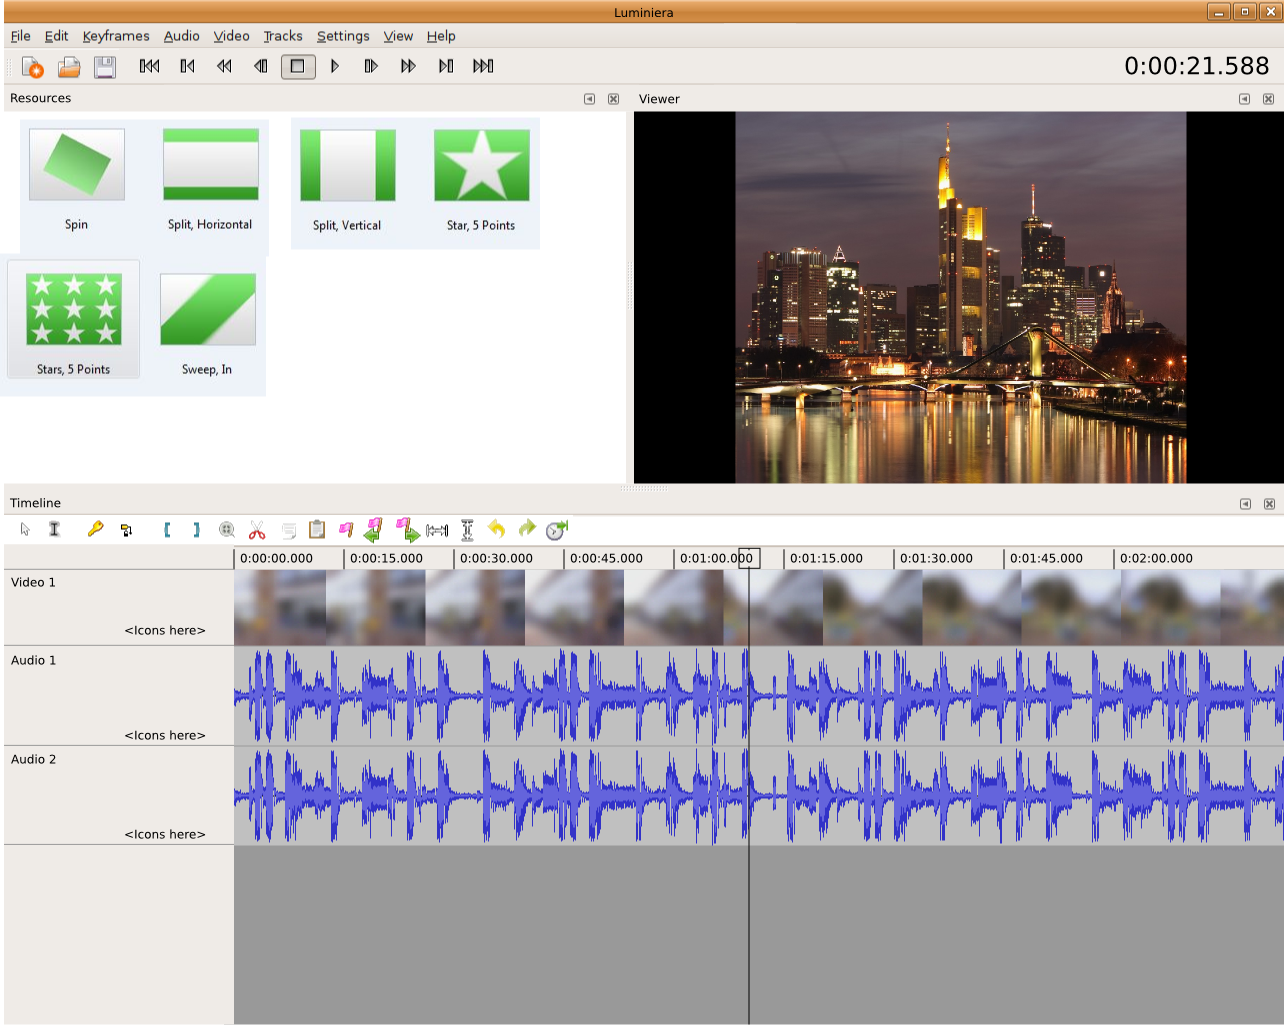 Luminiera
File Edit Keyframes Audio Video Tracks Settings View Help
0:00:21.588
Resources
Viewer
Spin
Split, Horizontal
Split, Vertical
Star, 5 Points
Stars, 5 Points
Sweep, In
Timeline
0:00:00.000 0:00:15.000 0:00:30.000 0:00:45.000 0:01:00.000 0:01:15.000 0:01:30.000 0:01:45.000 0:02:00.000
Video 1
<Icons here>
Audio 1
<Icons here>
Audio 2
<Icons here>